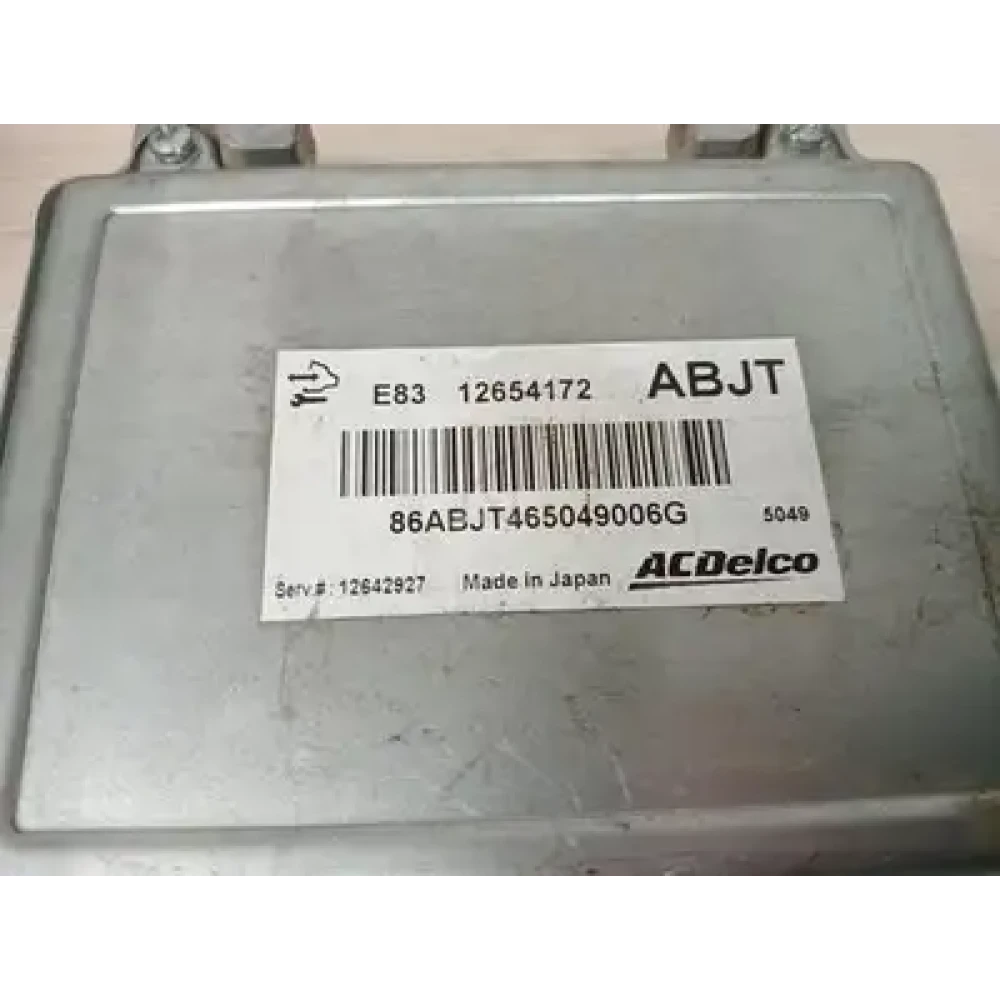 E83 12654172 ABJT
86ABJT465049006G 5049
Serv.#: 12642927 Made in Japan ACDelco